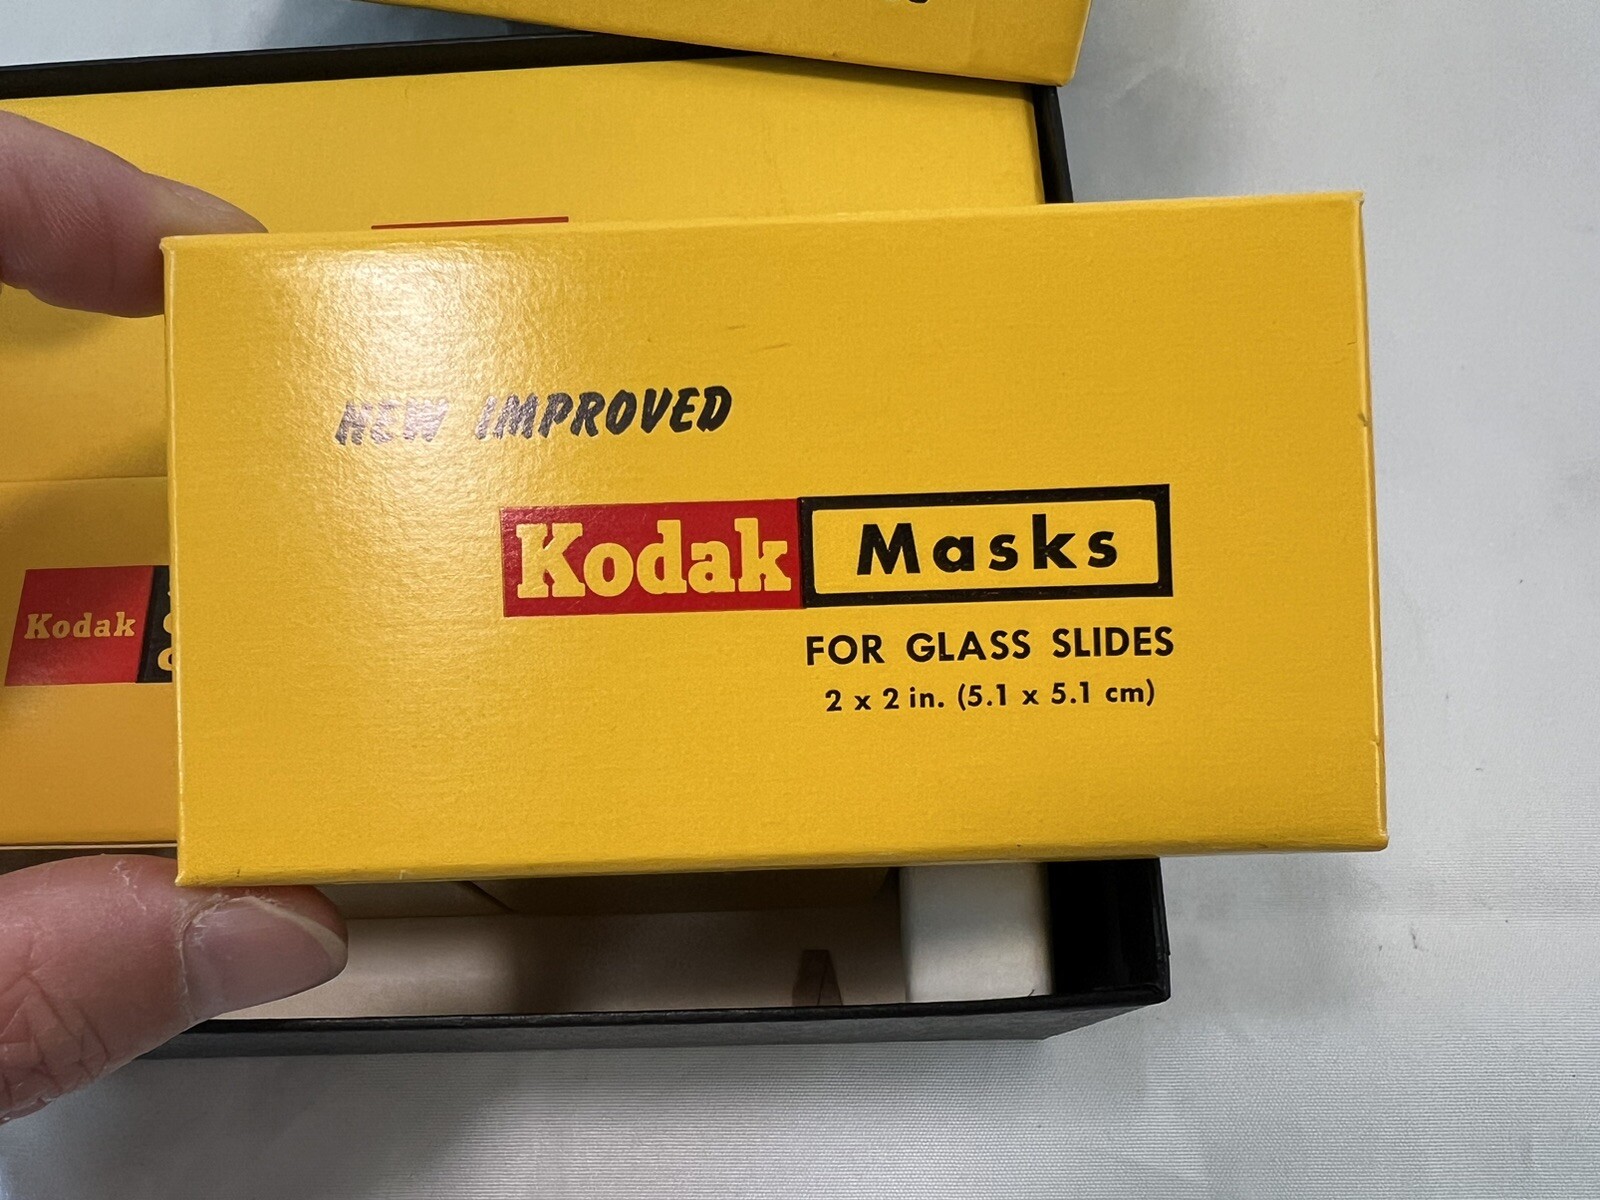 NEW IMPROVED
Kodak Masks
FOR GLASS SLIDES
2 x 2 in. (5.1 x 5.1 cm)
Kodak